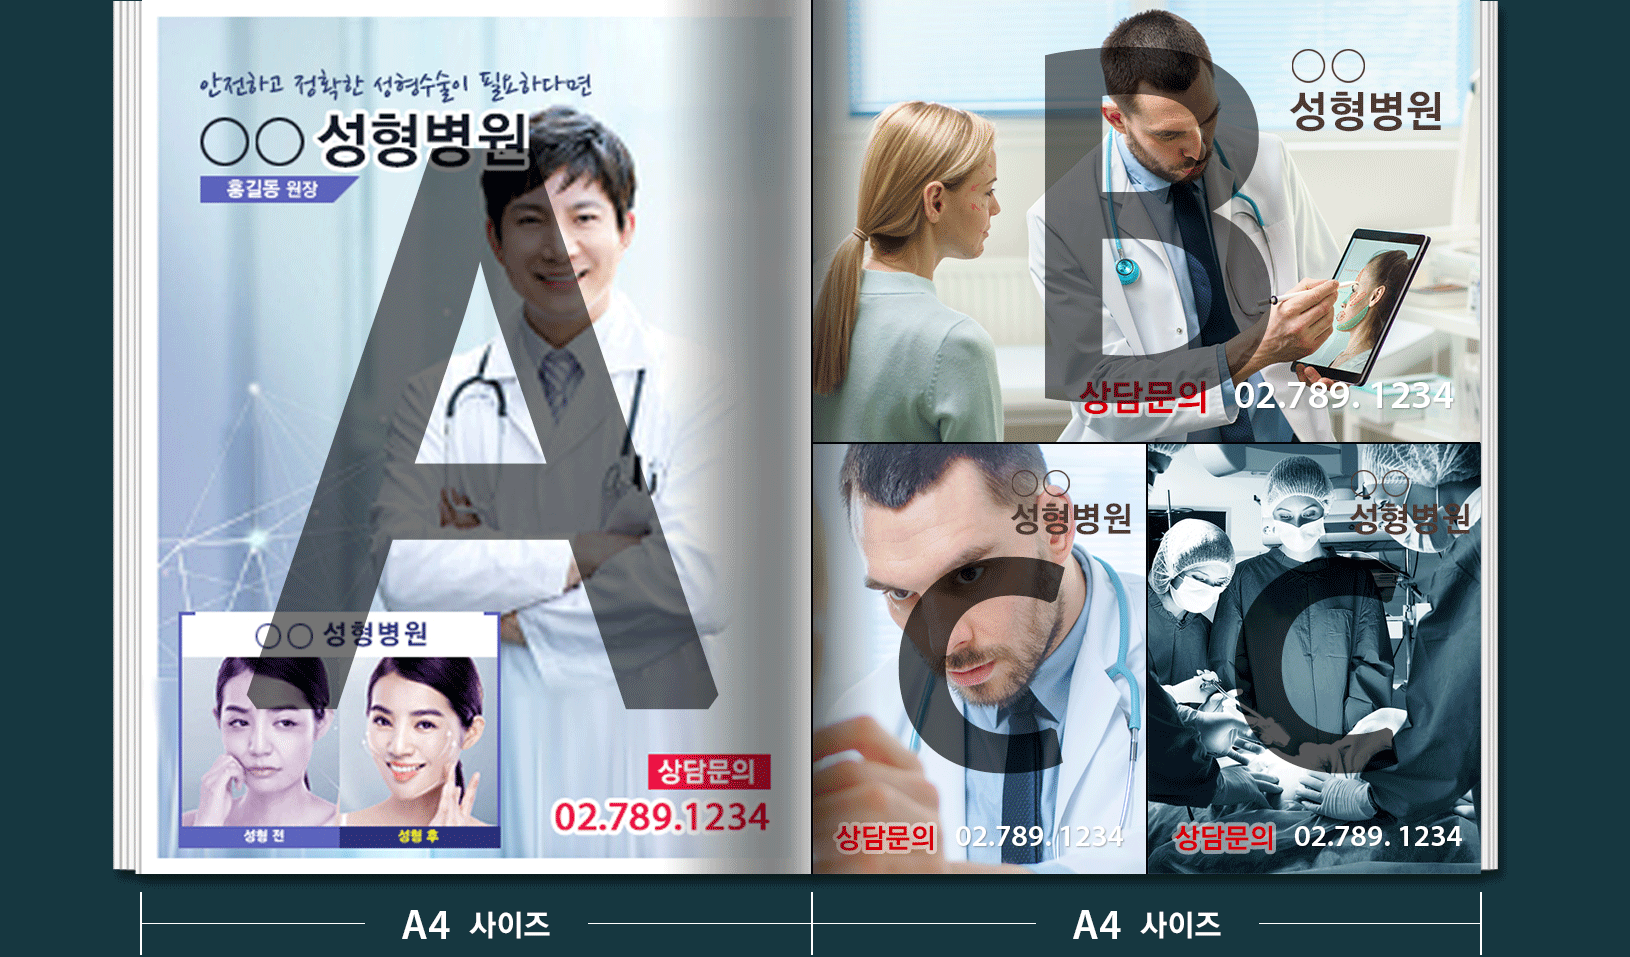 안전하고 정확한 성형수술이 필요하다면
○○ 성형병원
홍길동 원장
A
○○ 성형병원
성형 전
성형 후
상담문의
02.789.1234
○○
성형병원
B
상담문의 02.789. 1234
○○
성형병원
C
상담문의 02.789. 1234
○○
성형병원
C
상담문의 02.789. 1234
A4 사이즈
A4 사이즈